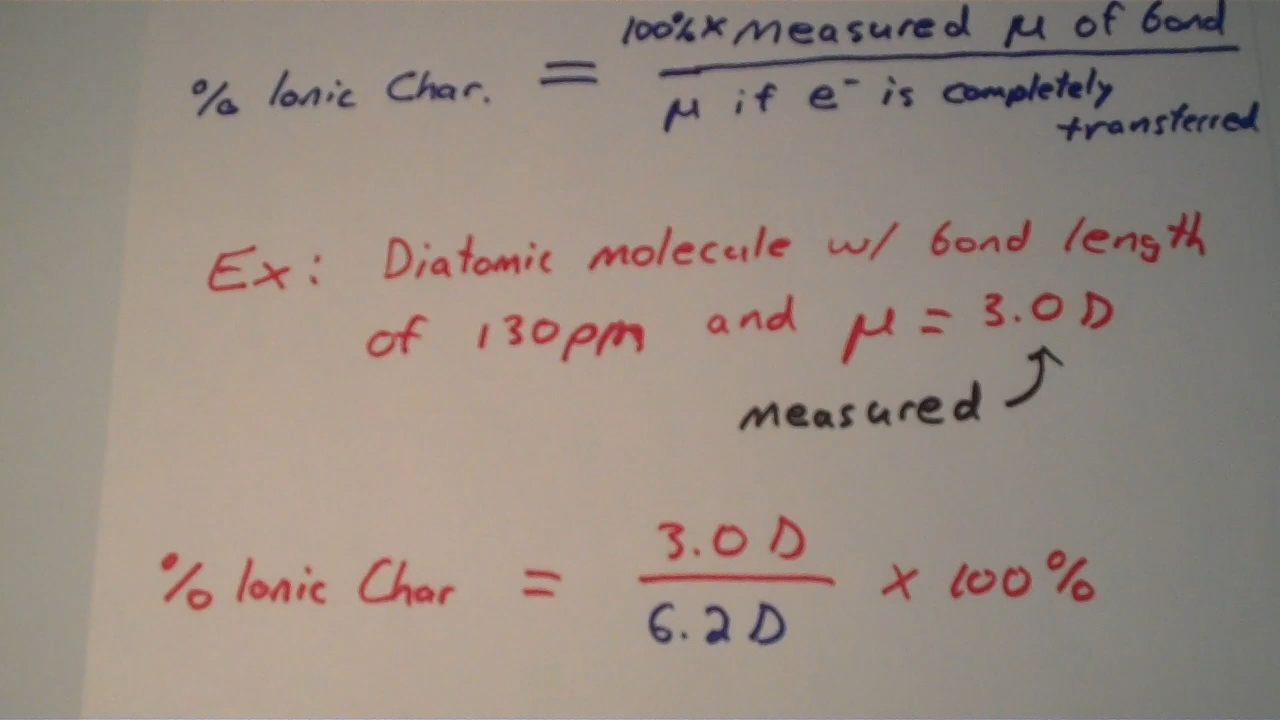 100% x measured μ of bond
% Ionic Char. =
μ if e⁻ is completely
transferred
Ex: Diatomic molecule w/ bond length
of 130pm and μ = 3.0 D
measured
3.0 D
% Ionic Char = x 100%
6.2 D